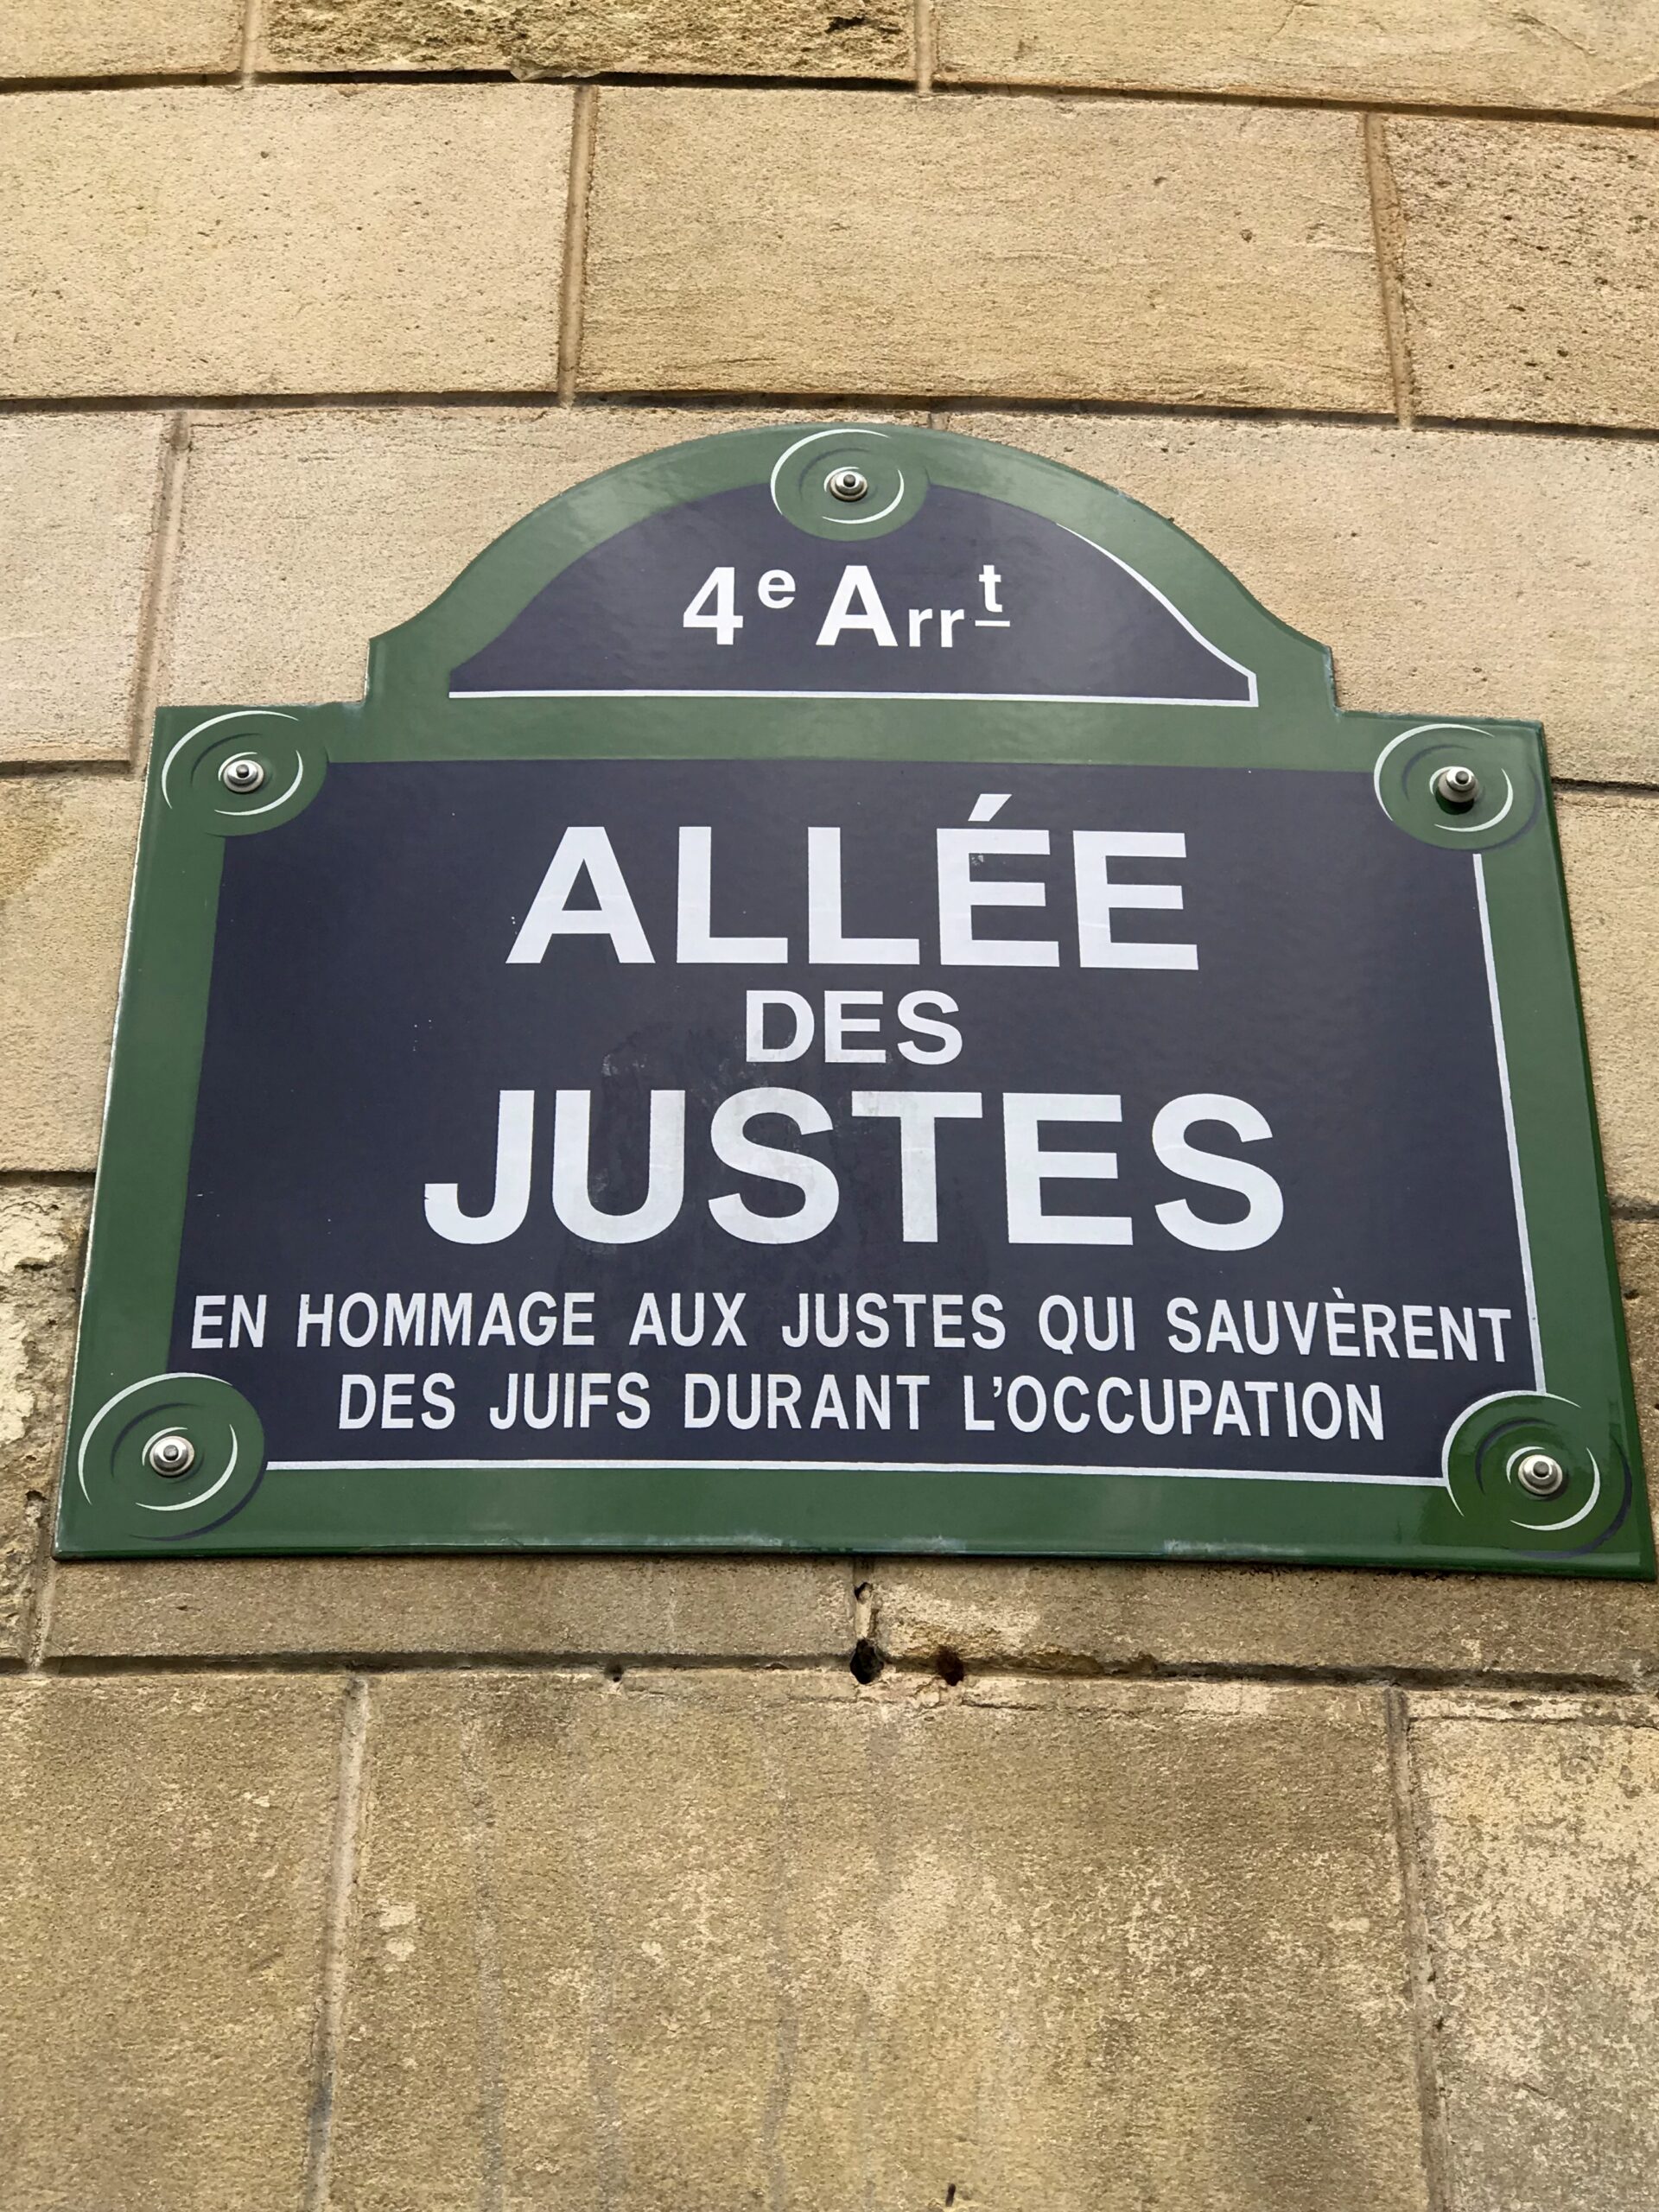 4e Arrt
ALLÉE
DES
JUSTES
EN HOMMAGE AUX JUSTES QUI SAUVÈRENT
DES JUIFS DURANT L'OCCUPATION